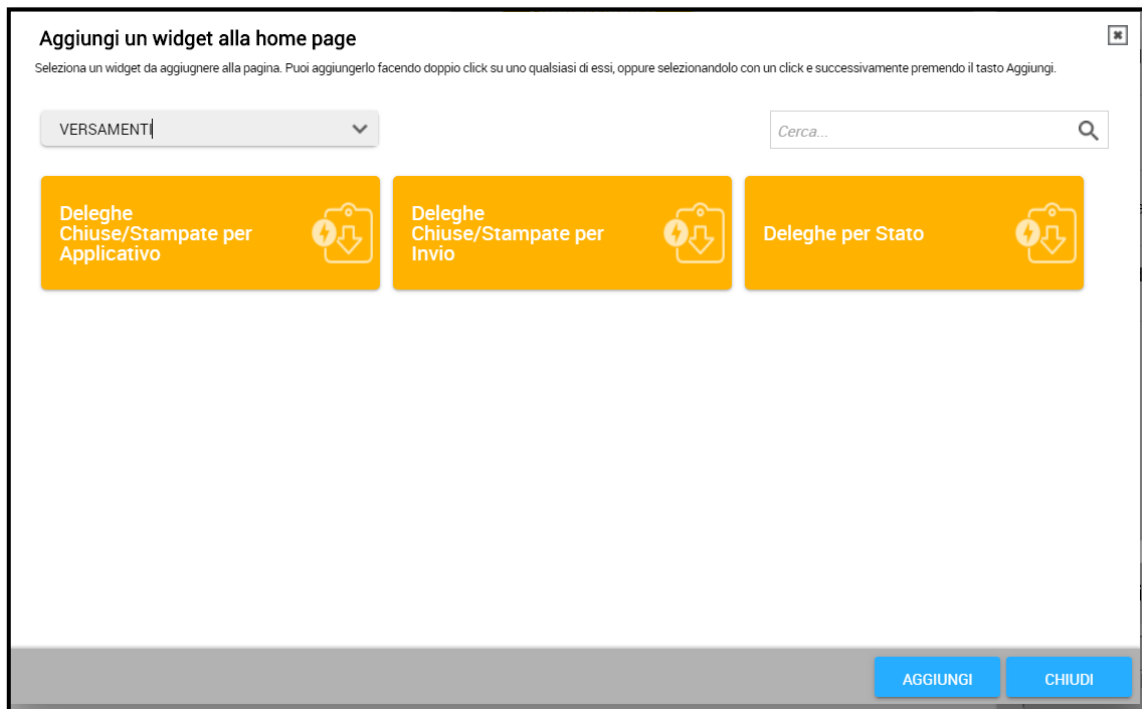 Aggiungi un widget alla home page
Seleziona un widget da aggiugnere alla pagina. Puoi aggiungerlo facendo doppio click su uno qualsiasi di essi, oppure selezionandolo con un click e successivamente premendo il tasto Aggiungi.
VERSAMENTI
Cerca...
Deleghe
Chiuse/Stampate per
Applicativo
Deleghe
Chiuse/Stampate per
Invio
Deleghe per Stato
AGGIUNGI
CHIUDI